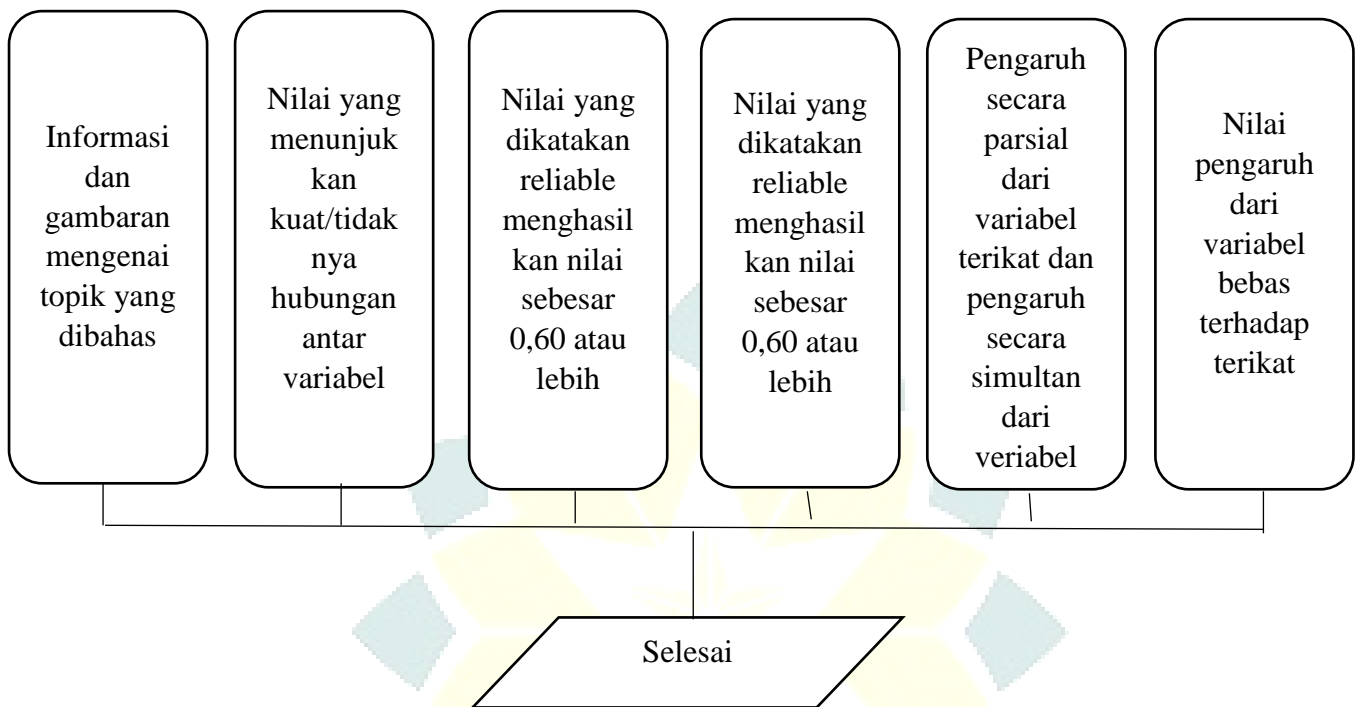 Informasi
dan
gambaran
mengenai
topik yang
dibahas
Nilai yang
menunjuk
kan
kuat/tidak
nya
hubungan
antar
variabel
Nilai yang
dikatakan
reliable
menghasil
kan nilai
sebesar
0,60 atau
lebih
Nilai yang
dikatakan
reliable
menghasil
kan nilai
sebesar
0,60 atau
lebih
Pengaruh
secara
parsial
dari
variabel
terikat dan
pengaruh
secara
simultan
dari
veriabel
Nilai
pengaruh
dari
variabel
bebas
terhadap
terikat
Selesai